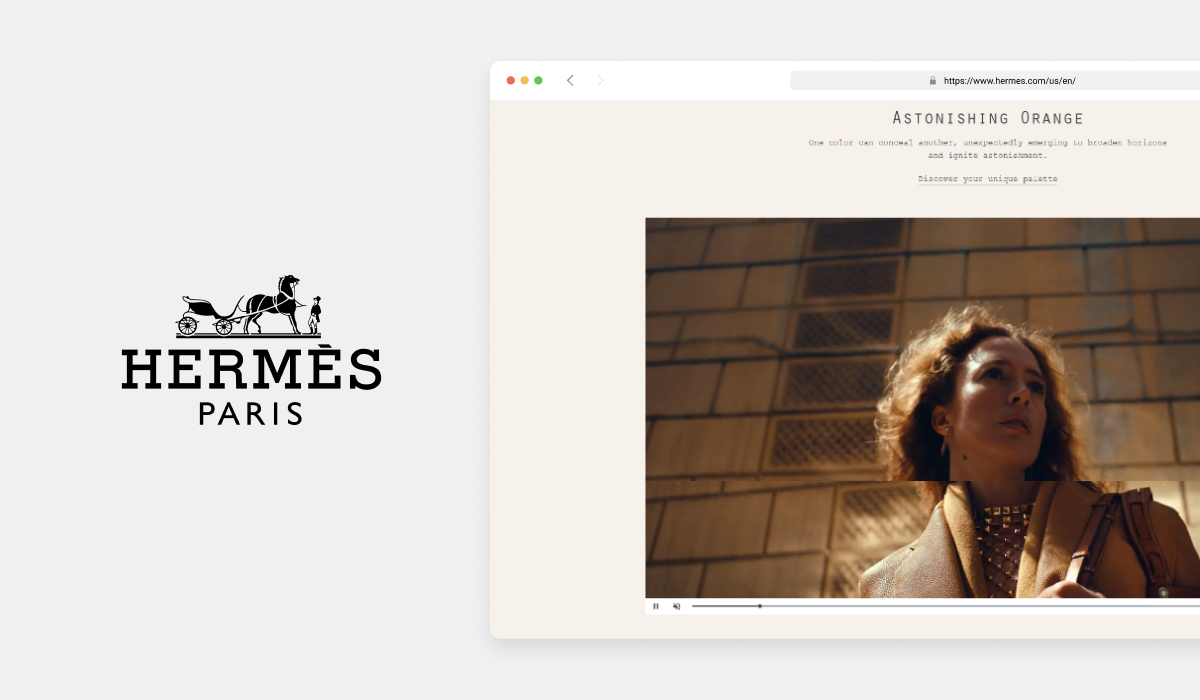 HERMÈS
PARIS
https://www.hermes.com/us/en/
Astonishing Orange
One color can conceal another, unexpectedly emerging to broaden horizons
and ignite astonishment.
Discover your unique palette